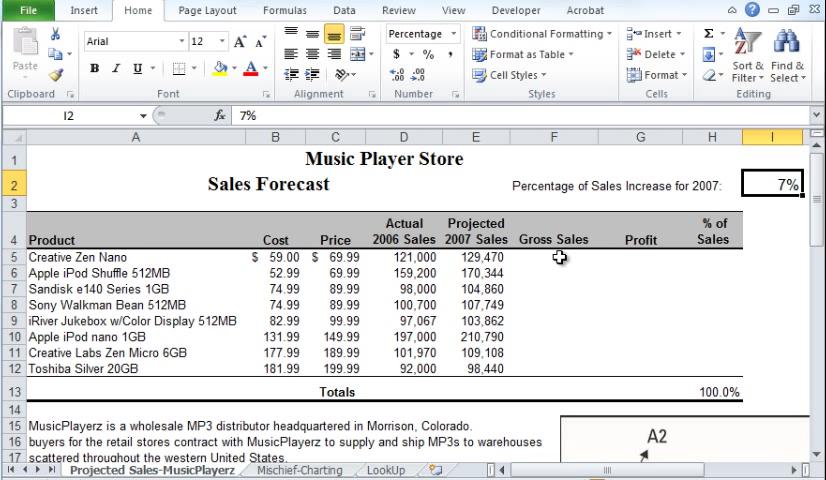 File Insert Home Page Layout Formulas Data Review View Developer Acrobat
Arial 12 A A Percentage Conditional Formatting Insert Σ
Paste B I U A $ % , Format as Table Delete Sort & Find &
.0 .00 .00 .0 Cell Styles Format Filter Select
Clipboard Font Alignment Number Styles Cells Editing
I2 fx 7%
A B C D E F G H I
1 Music Player Store
2 Sales Forecast Percentage of Sales Increase for 2007: 7%
3
Actual Projected % of
4 Product Cost Price 2006 Sales 2007 Sales Gross Sales Profit Sales
5 Creative Zen Nano $ 59.00 $ 69.99 121,000 129,470
6 Apple iPod Shuffle 512MB 52.99 69.99 159,200 170,344
7 Sandisk e140 Series 1GB 74.99 89.99 98,000 104,860
8 Sony Walkman Bean 512MB 74.99 89.99 100,700 107,749
9 iRiver Jukebox w/Color Display 512MB 82.99 99.99 97,067 103,862
10 Apple iPod nano 1GB 131.99 149.99 197,000 210,790
11 Creative Labs Zen Micro 6GB 177.99 189.99 101,970 109,108
12 Toshiba Silver 20GB 181.99 199.99 92,000 98,440
13 Totals 100.0%
14
15 MusicPlayerz is a wholesale MP3 distributor headquartered in Morrison, Colorado.
16 buyers for the retail stores contract with MusicPlayerz to supply and ship MP3s to warehouses A2
17 scattered throughout the western United States.
Projected Sales-MusicPlayerz Mischief-Charting LookUp